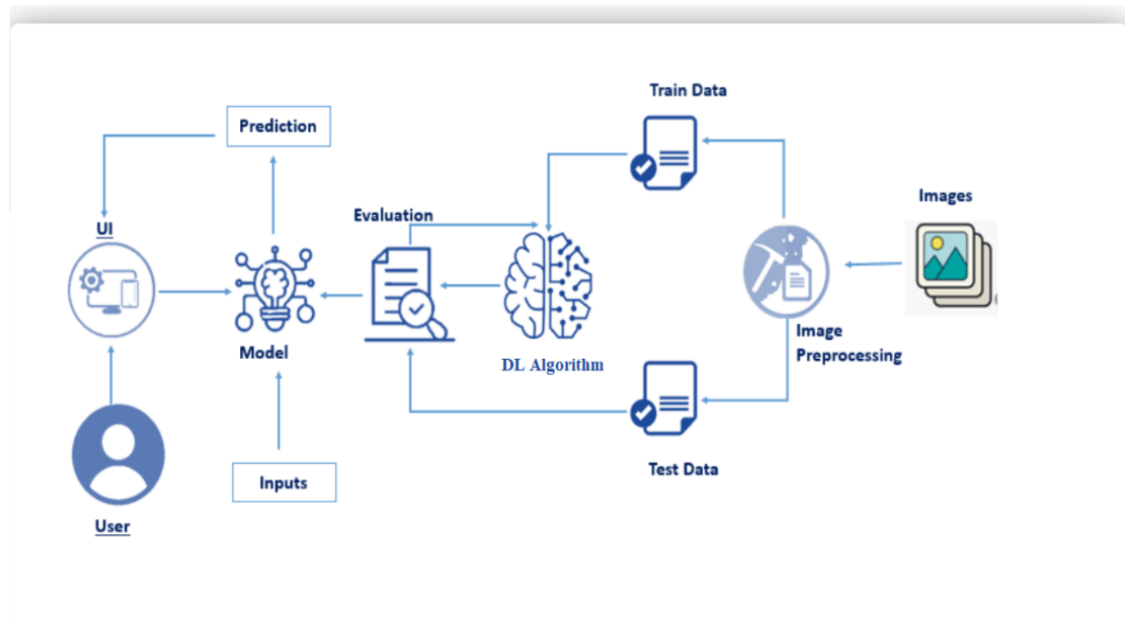 Train Data
Prediction
Images
Evaluation
UI
Image
Preprocessing
Model
DL Algorithm
Test Data
Inputs
User